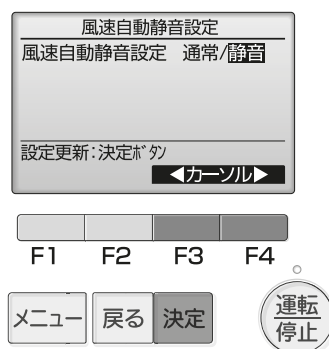 風速自動静音設定
風速自動静音設定 通常/静音
設定更新:決定ﾎﾞﾀﾝ
◀カーソル▶
F1 F2 F3 F4
メニュー 戻る 決定 運転
停止